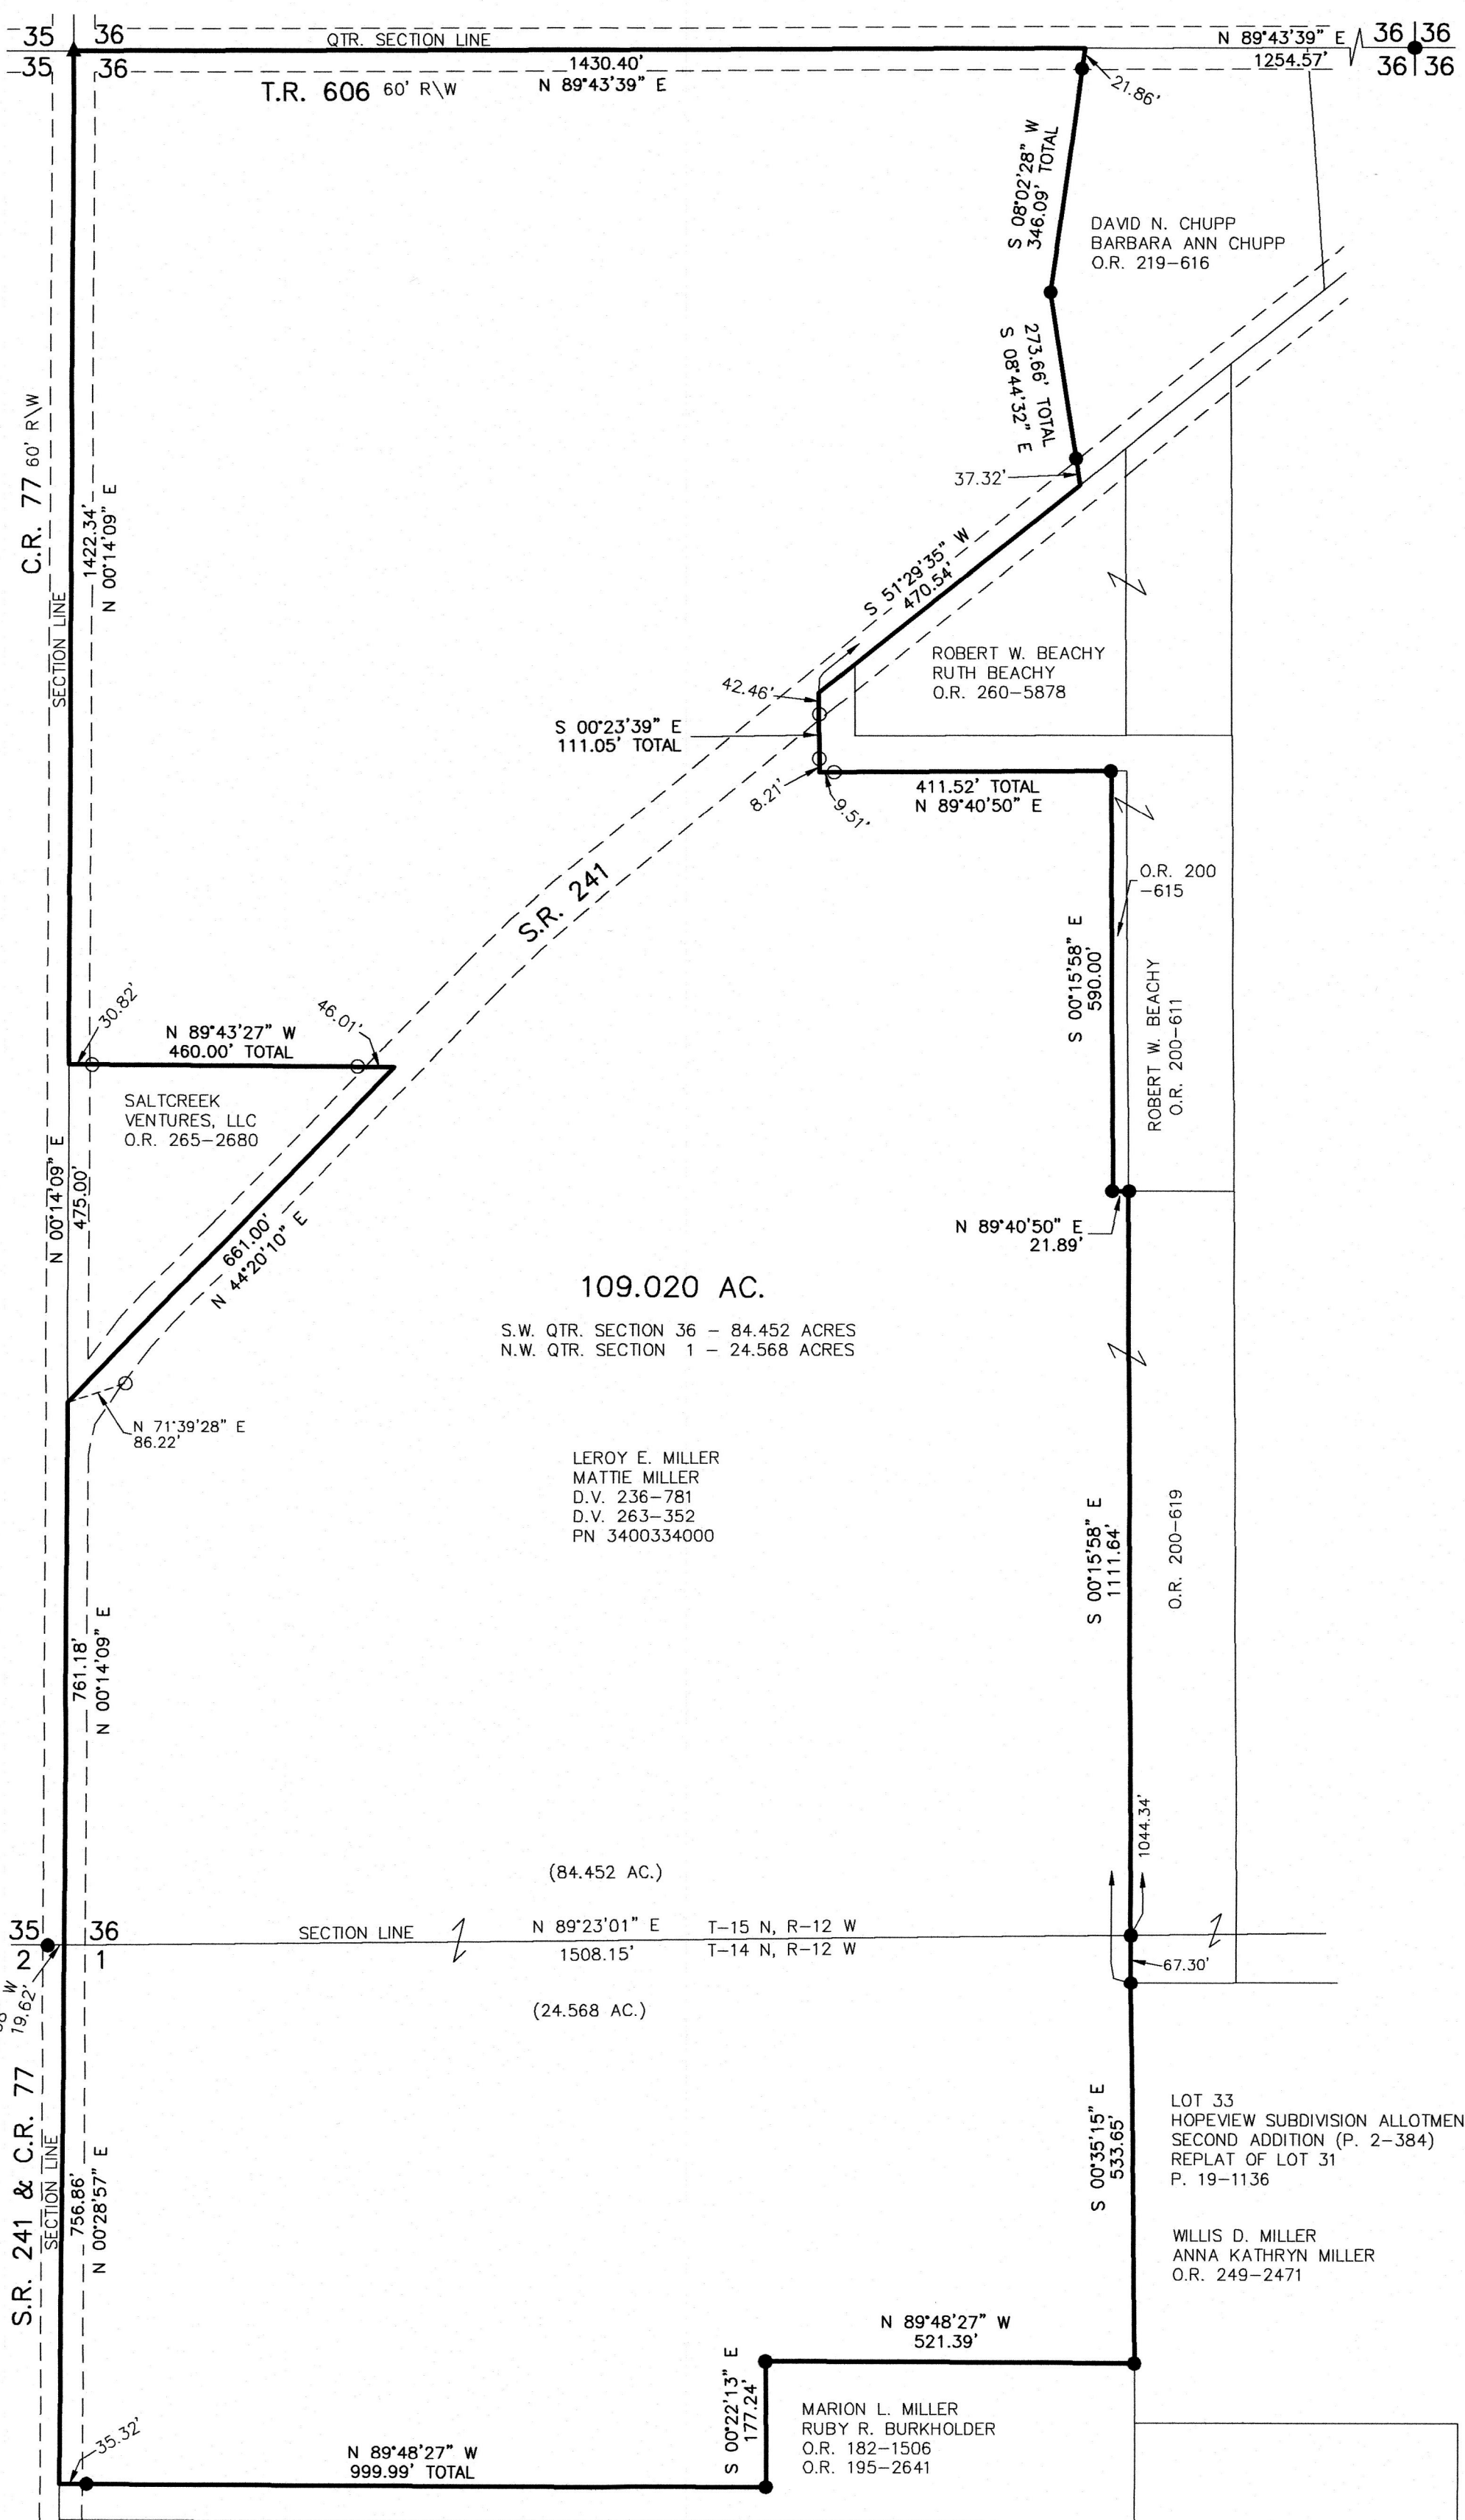 35 36
QTR. SECTION LINE
N 89°43'39" E
36 36
35 36
1430.40'
1254.57'
36 36
T.R. 606 60' R\W
N 89°43'39" E
21.86'
S 08°02'28" W
346.09' TOTAL
DAVID N. CHUPP
BARBARA ANN CHUPP
O.R. 219-616
273.66' TOTAL
S 08°44'32" E
37.32'
C.R. 77 60' R\W
1422.34'
N 00°14'09" E
SECTION LINE
S 51°29'35" W
470.54'
ROBERT W. BEACHY
RUTH BEACHY
O.R. 260-5878
42.46'
S 00°23'39" E
111.05' TOTAL
8.21'
9.51'
411.52' TOTAL
N 89°40'50" E
S.R. 241
O.R. 200
-615
S 00°15'58" E
590.00'
ROBERT W. BEACHY
O.R. 200-611
30.82'
N 89°43'27" W
460.00' TOTAL
46.01'
SALTCREEK
VENTURES, LLC
O.R. 265-2680
N 00°14'09" E
475.00'
661.00'
N 44°20'10" E
N 89°40'50" E
21.89'
109.020 AC.
S.W. QTR. SECTION 36 - 84.452 ACRES
N.W. QTR. SECTION 1 - 24.568 ACRES
N 71°39'28" E
86.22'
LEROY E. MILLER
MATTIE MILLER
D.V. 236-781
D.V. 263-352
PN 3400334000
S 00°15'58" E
1111.64'
O.R. 200-619
761.18'
N 00°14'09" E
1044.34'
(84.452 AC.)
35 36
SECTION LINE
N 89°23'01" E
T-15 N, R-12 W
2 1
1508.15'
T-14 N, R-12 W
67.30'
W
19.62'
(24.568 AC.)
S.R. 241 & C.R. 77
SECTION LINE
756.86'
N 00°28'57" E
S 00°35'15" E
533.65'
LOT 33
HOPEVIEW SUBDIVISION ALLOTMEN
SECOND ADDITION (P. 2-384)
REPLAT OF LOT 31
P. 19-1136
WILLIS D. MILLER
ANNA KATHRYN MILLER
O.R. 249-2471
N 89°48'27" W
521.39'
S 00°22'13" E
177.24'
MARION L. MILLER
RUBY R. BURKHOLDER
O.R. 182-1506
O.R. 195-2641
35.32'
N 89°48'27" W
999.99' TOTAL